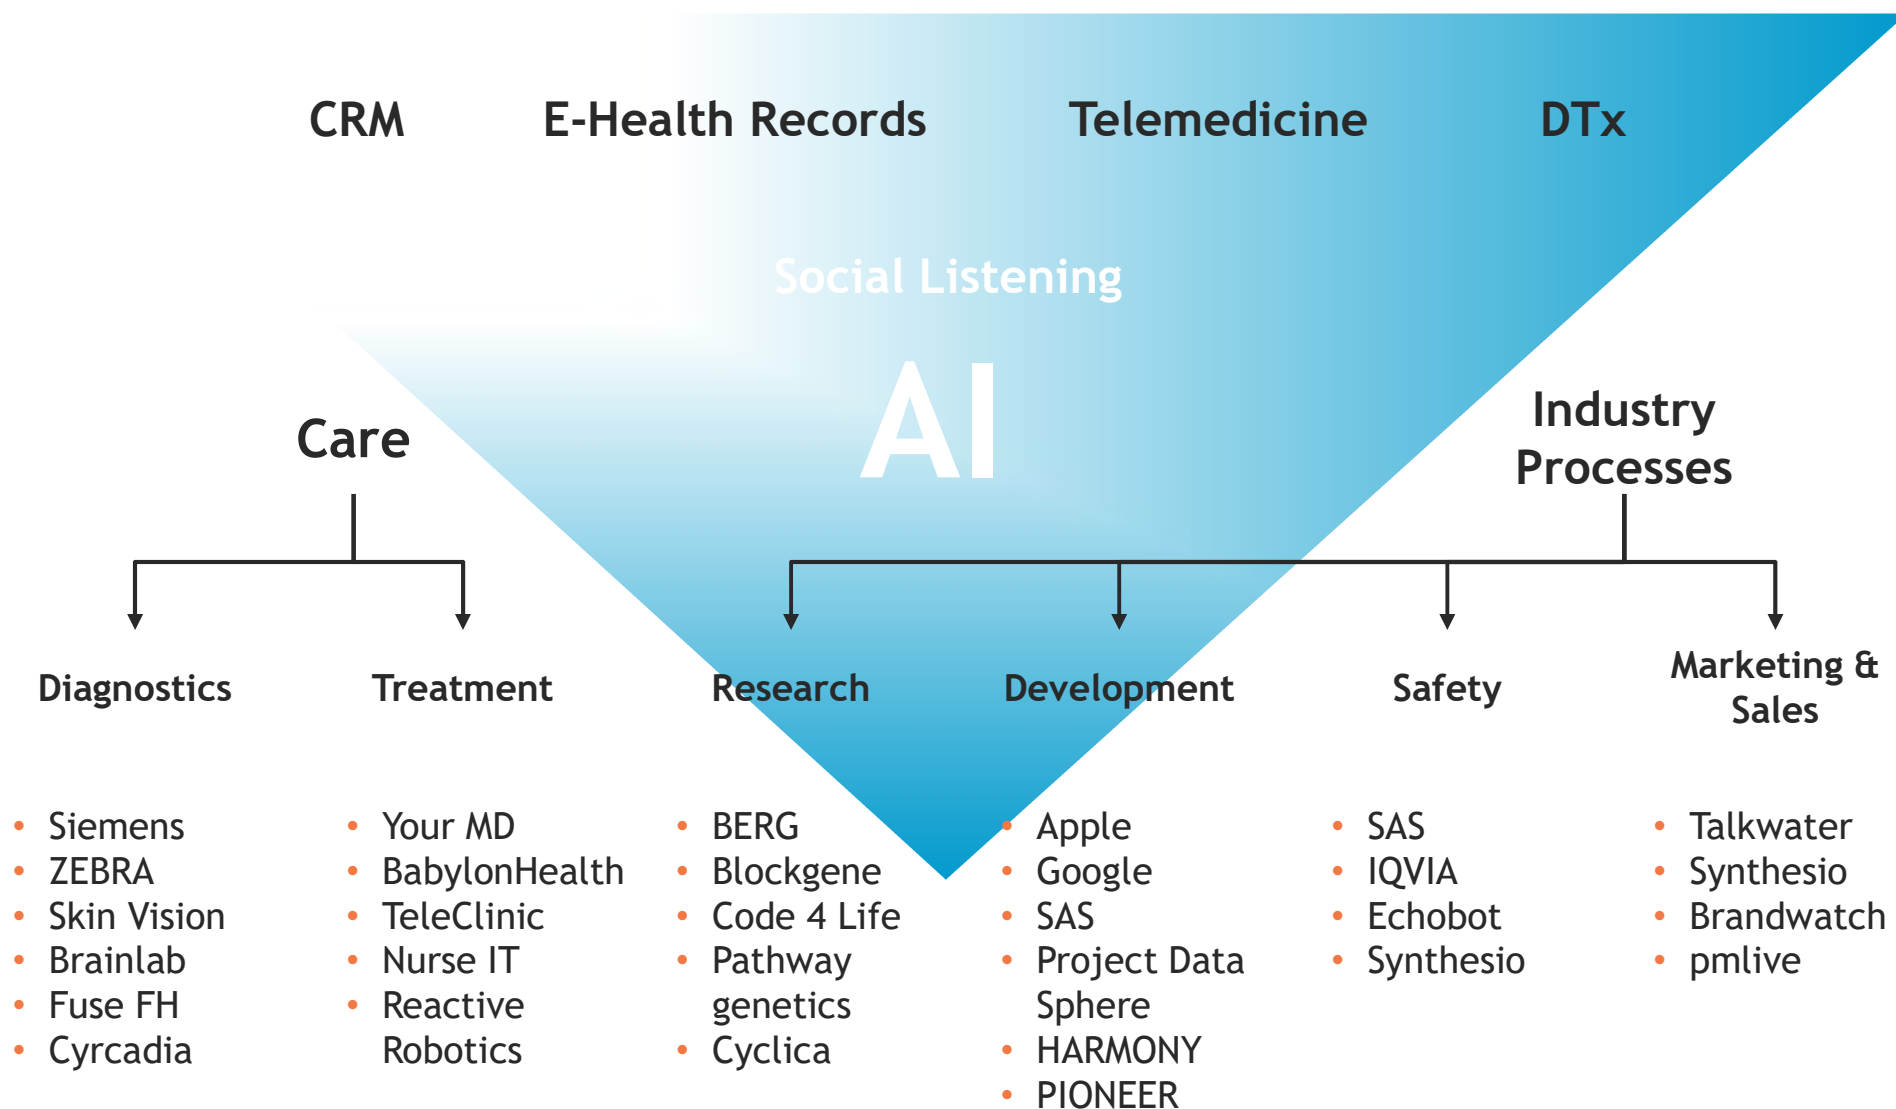 CRM E-Health Records Telemedicine DTx
Social Listening
AI
Care
Industry
Processes
Diagnostics
Treatment
Research
Development
Safety
Marketing &
Sales
• Siemens
• ZEBRA
• Skin Vision
• Brainlab
• Fuse FH
• Cyrcadia
• Your MD
• BabylonHealth
• TeleClinic
• Nurse IT
• Reactive
Robotics
• BERG
• Blockgene
• Code 4 Life
• Pathway
genetics
• Cyclica
• Apple
• Google
• SAS
• Project Data
Sphere
• HARMONY
• PIONEER
• SAS
• IQVIA
• Echobot
• Synthesio
• Talkwater
• Synthesio
• Brandwatch
• pmlive